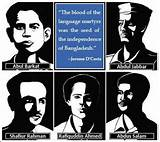 "The blood of the
language martyrs
was the seed of
the independence
of Bangladesh."
- Jerome D'Costa
Abul Barkat
Abdul Jabbar
Shafiur Rahman
Rafiquddin Ahmed
Abdus Salam